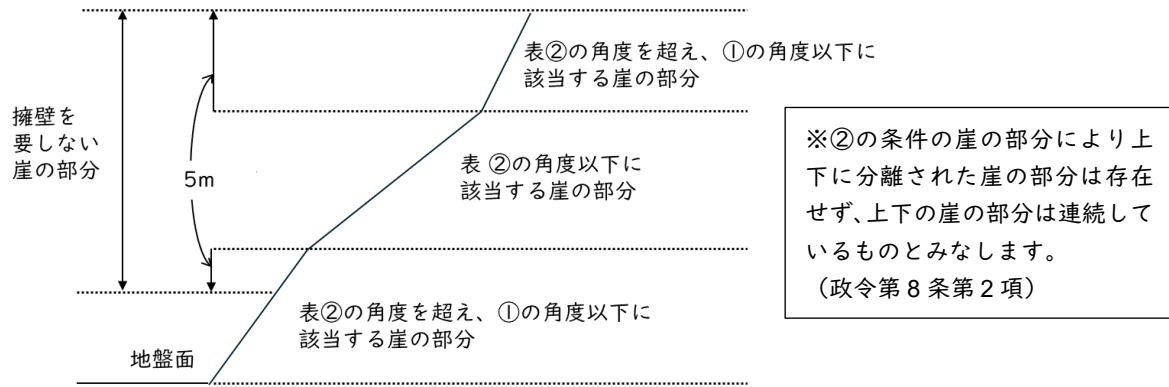 表②の角度を超え、①の角度以下に
該当する崖の部分
擁壁を
要しない
崖の部分
5m
表 ②の角度以下に
該当する崖の部分
表②の角度を超え、①の角度以下に
該当する崖の部分
地盤面
※②の条件の崖の部分により上
下に分離された崖の部分は存在
せず、上下の崖の部分は連続して
いるものとみなします。
（政令第 8 条第 2 項）